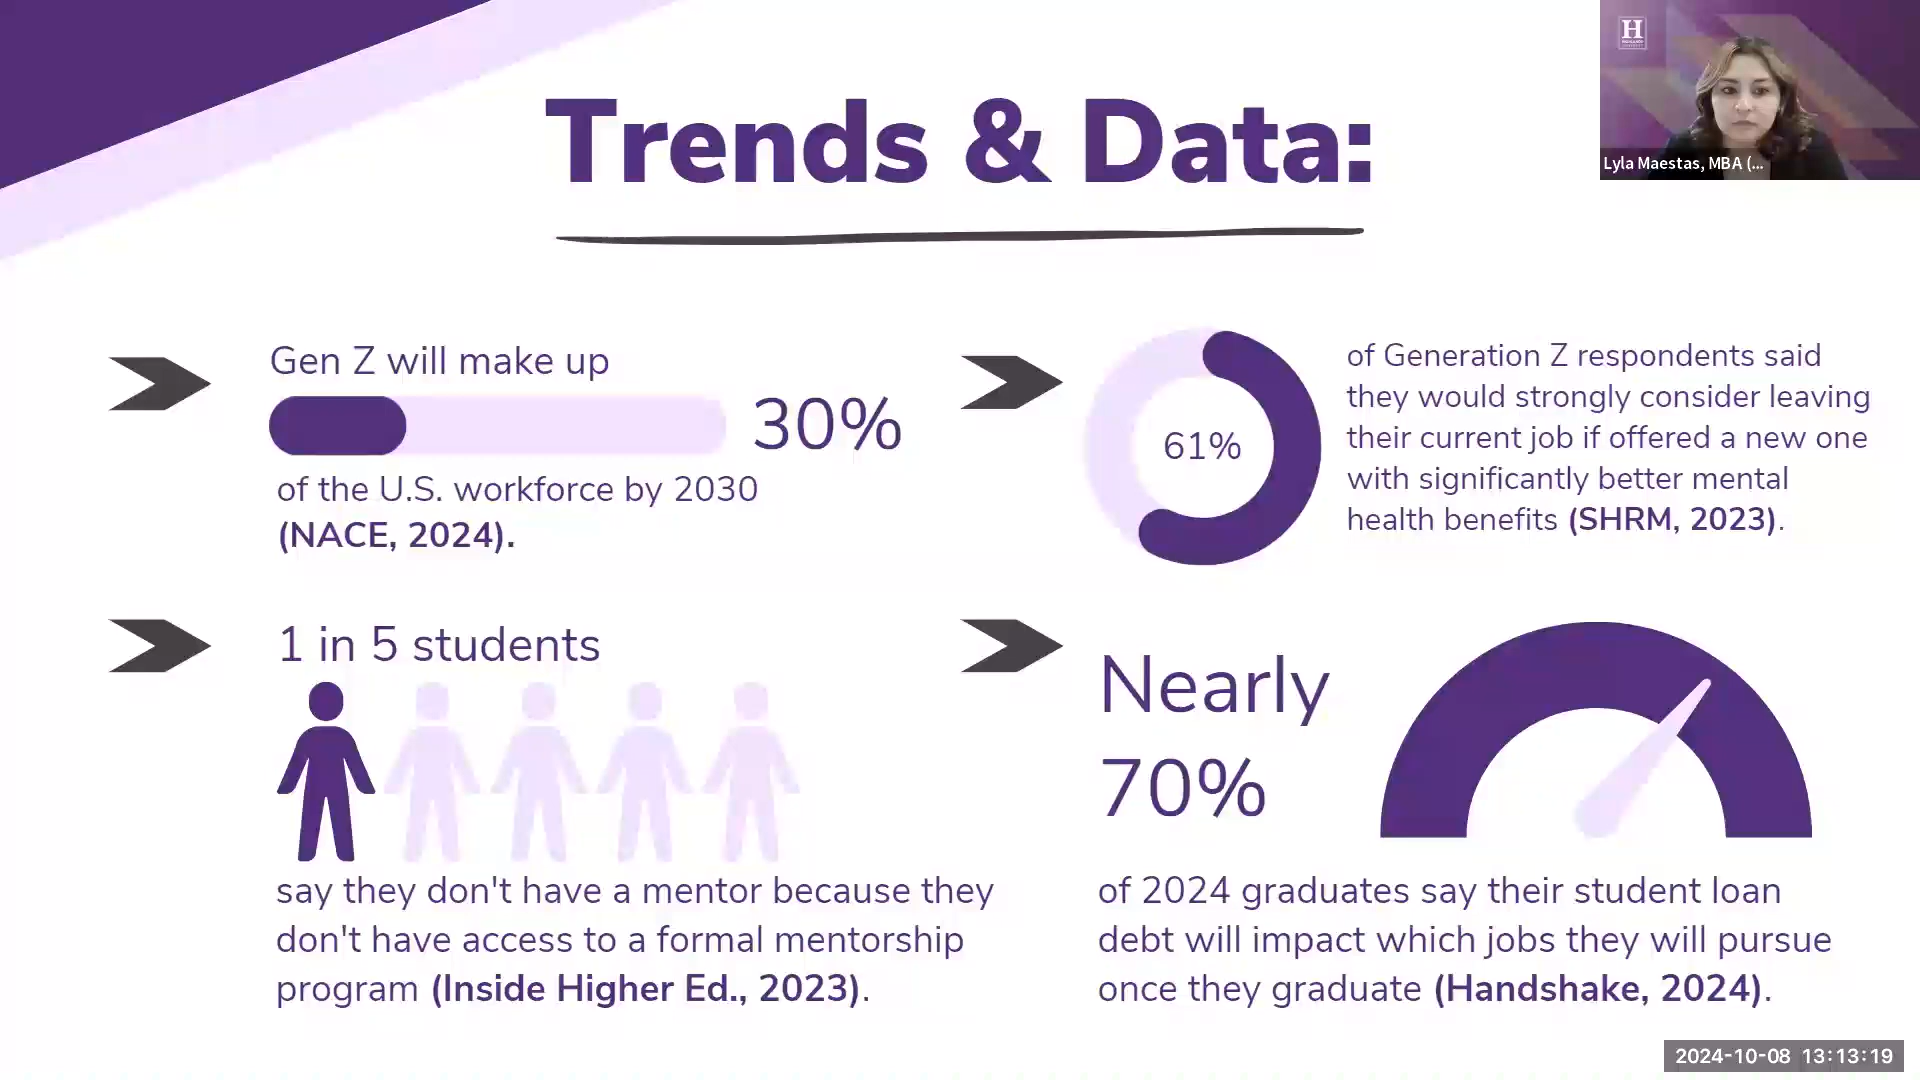 Trends & Data:
H
Lyla Maestas, MBA (...
Gen Z will make up
30%
of the U.S. workforce by 2030
(NACE, 2024).
61%
of Generation Z respondents said
they would strongly consider leaving
their current job if offered a new one
with significantly better mental
health benefits (SHRM, 2023).
1 in 5 students
say they don't have a mentor because they
don't have access to a formal mentorship
program (Inside Higher Ed., 2023).
Nearly
70%
of 2024 graduates say their student loan
debt will impact which jobs they will pursue
once they graduate (Handshake, 2024).
2024-10-08 13:13:19